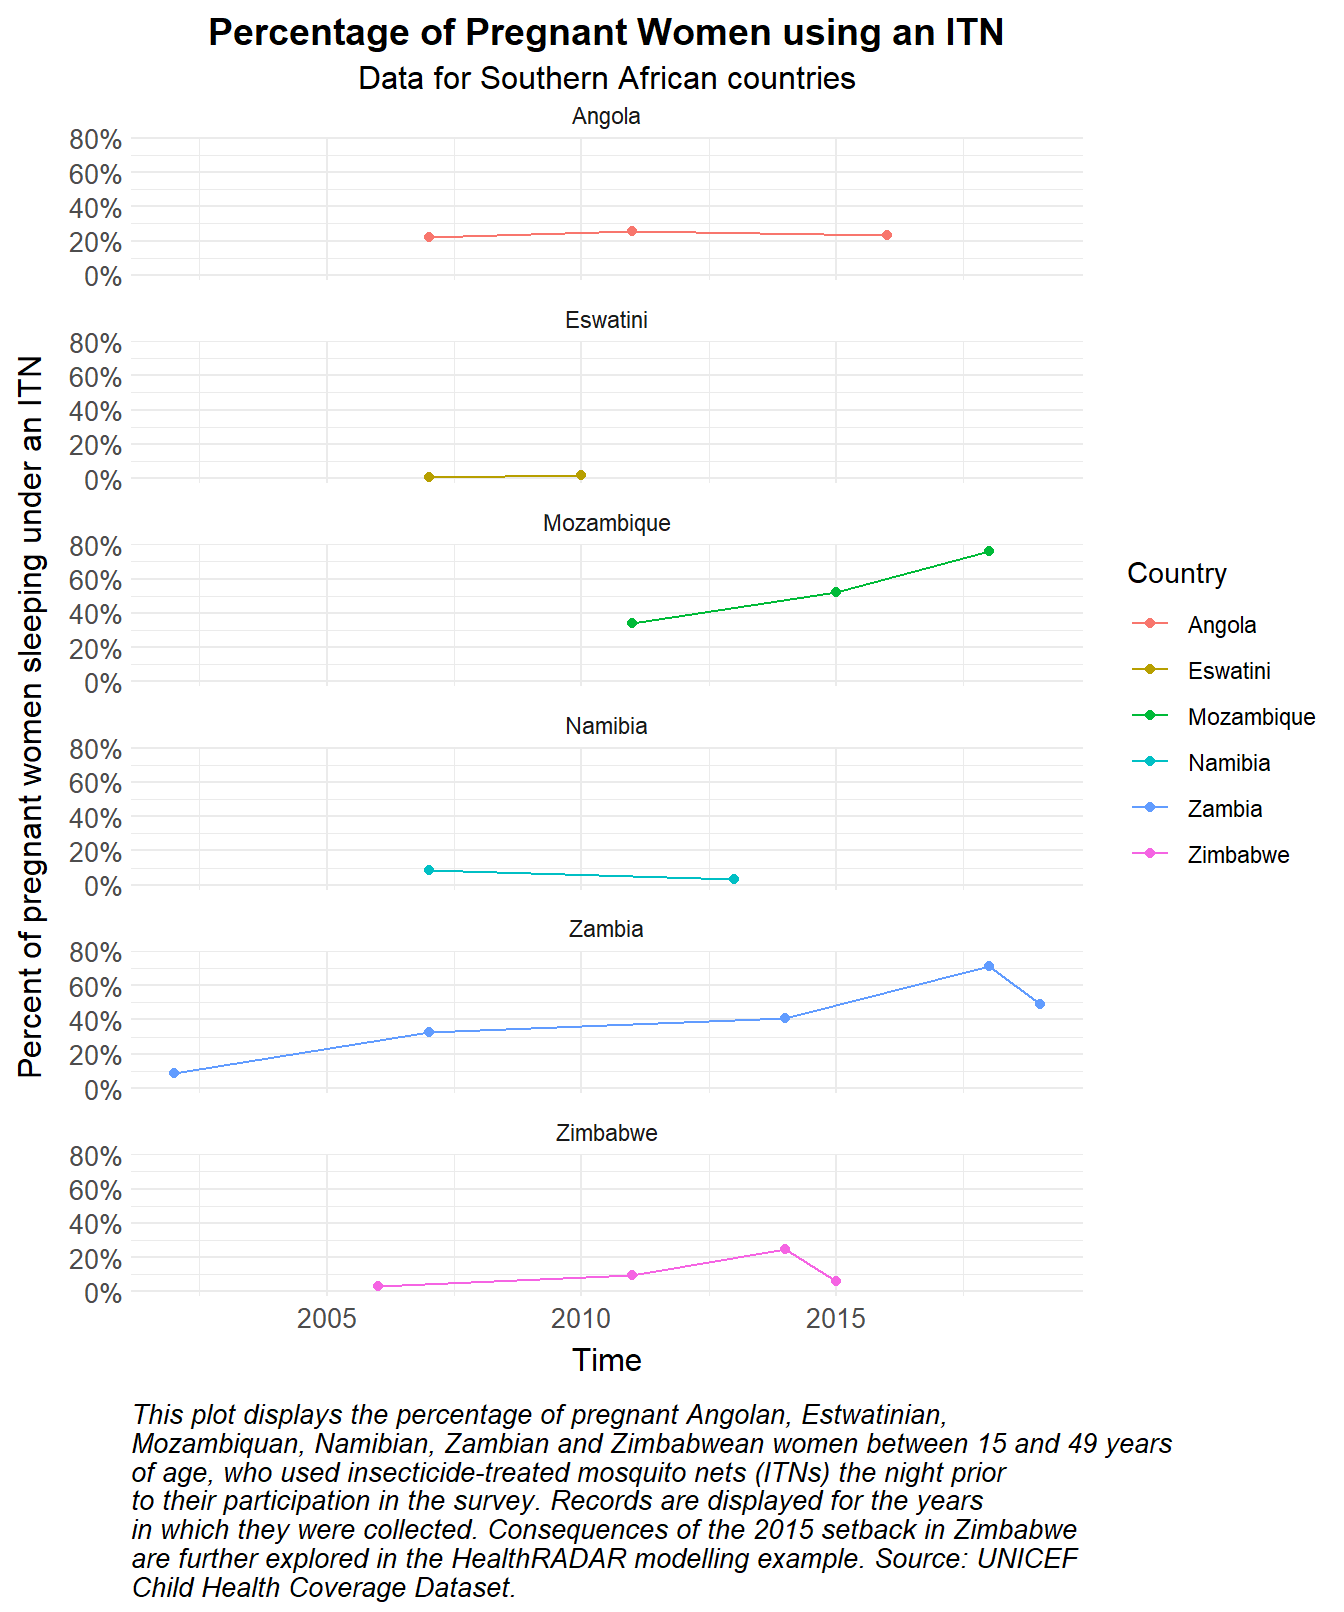 Percentage of Pregnant Women using an ITN
Data for Southern African countries
Angola
80%
60%
40%
20%
0%
Eswatini
80%
60%
40%
20%
0%
Mozambique
80%
60%
40%
20%
0%
Namibia
80%
60%
40%
20%
0%
Zambia
80%
60%
40%
20%
0%
Zimbabwe
80%
60%
40%
20%
0%
2005 2010 2015
Time
Percent of pregnant women sleeping under an ITN
Country
Angola
Eswatini
Mozambique
Namibia
Zambia
Zimbabwe
This plot displays the percentage of pregnant Angolan, Estwatinian,
Mozambiquan, Namibian, Zambian and Zimbabwean women between 15 and 49 years
of age, who used insecticide-treated mosquito nets (ITNs) the night prior
to their participation in the survey. Records are displayed for the years
in which they were collected. Consequences of the 2015 setback in Zimbabwe
are further explored in the HealthRADAR modelling example. Source: UNICEF
Child Health Coverage Dataset.